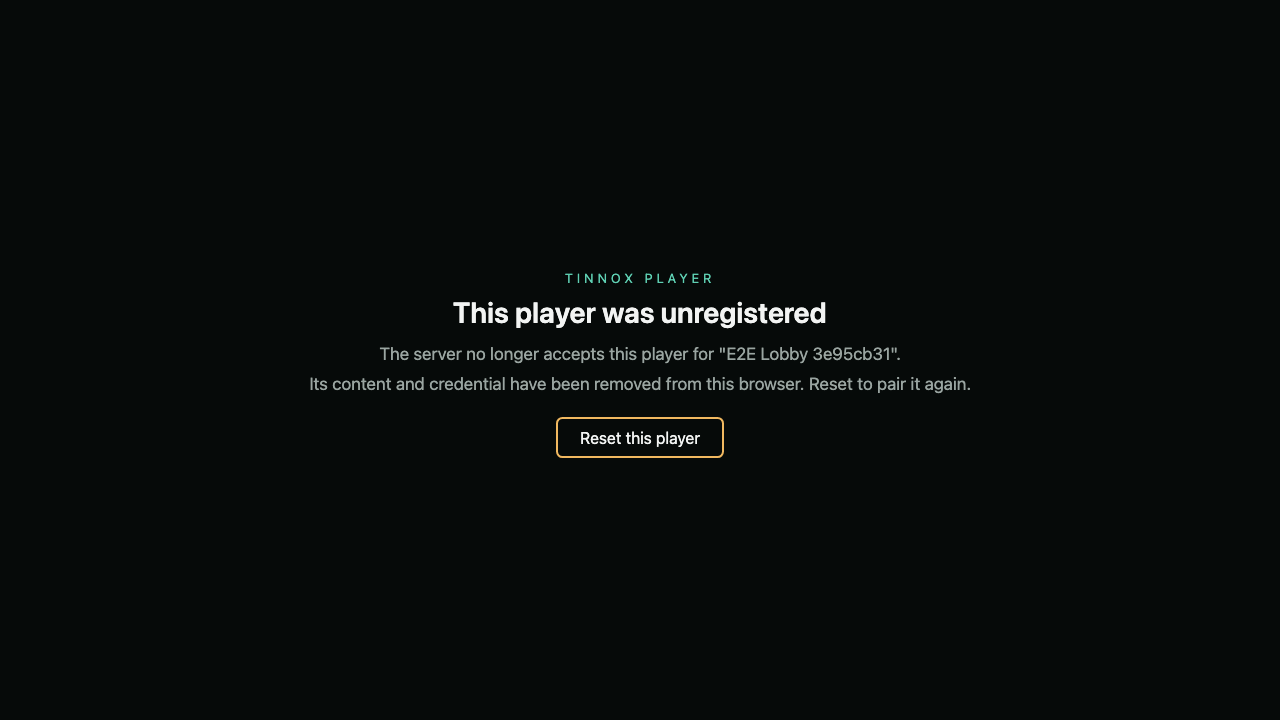 TINNOX PLAYER
This player was unregistered
The server no longer accepts this player for "E2E Lobby 3e95cb31".
Its content and credential have been removed from this browser. Reset to pair it again.
Reset this player